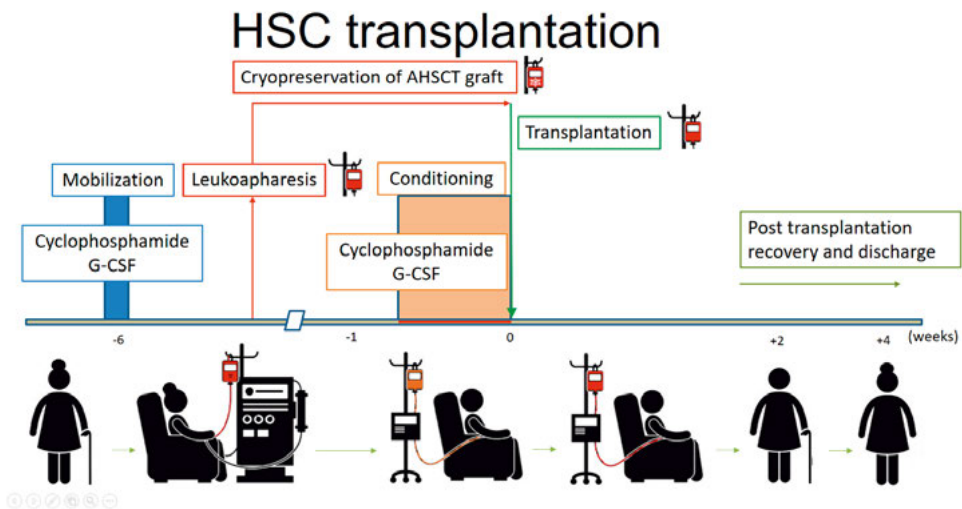 HSC transplantation
Cryopreservation of AHSCT graft
Transplantation
Mobilization
Leukoapharesis
Conditioning
Cyclophosphamide
G-CSF
Cyclophosphamide
G-CSF
Post transplantation
recovery and discharge
-6
-1
0
+2
+4
(weeks)